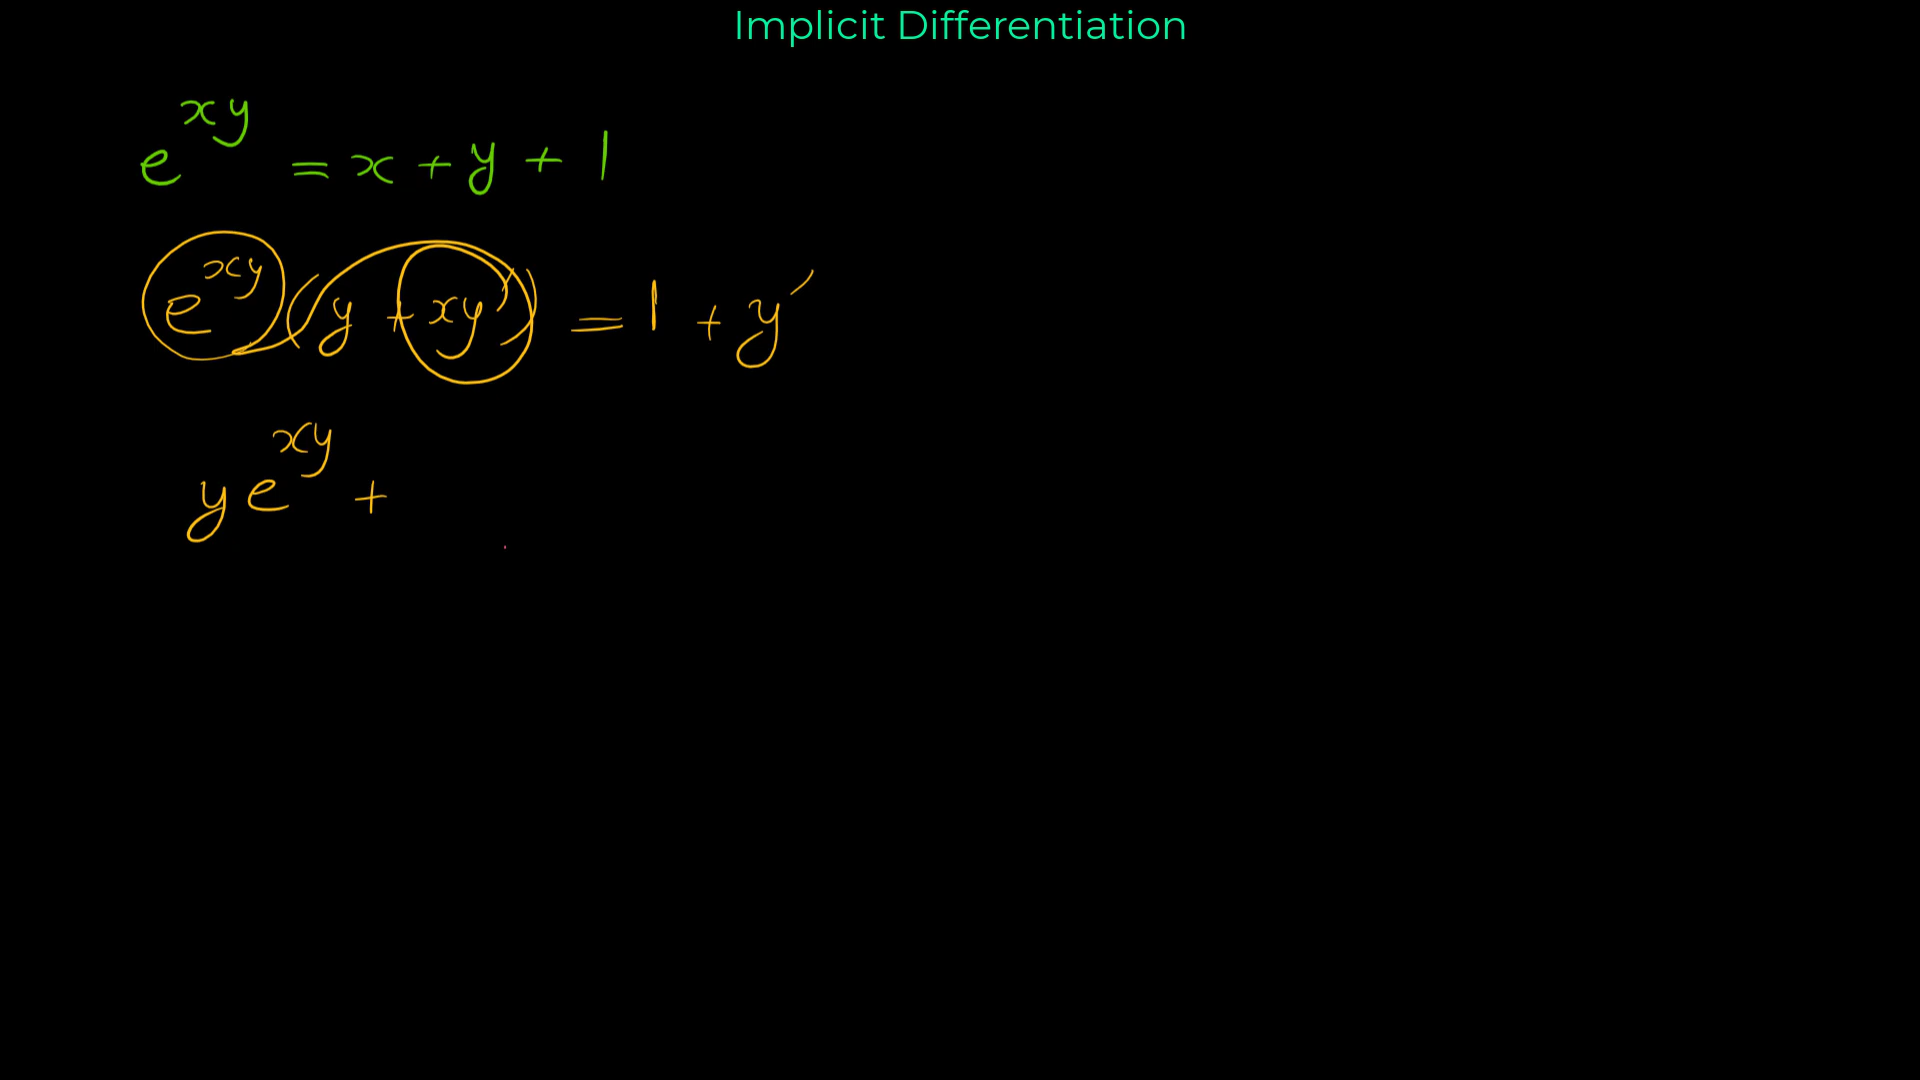 Implicit Differentiation
e^{xy} = x + y + 1
e^{xy} (y + xy') = 1 + y'
ye^{xy} +